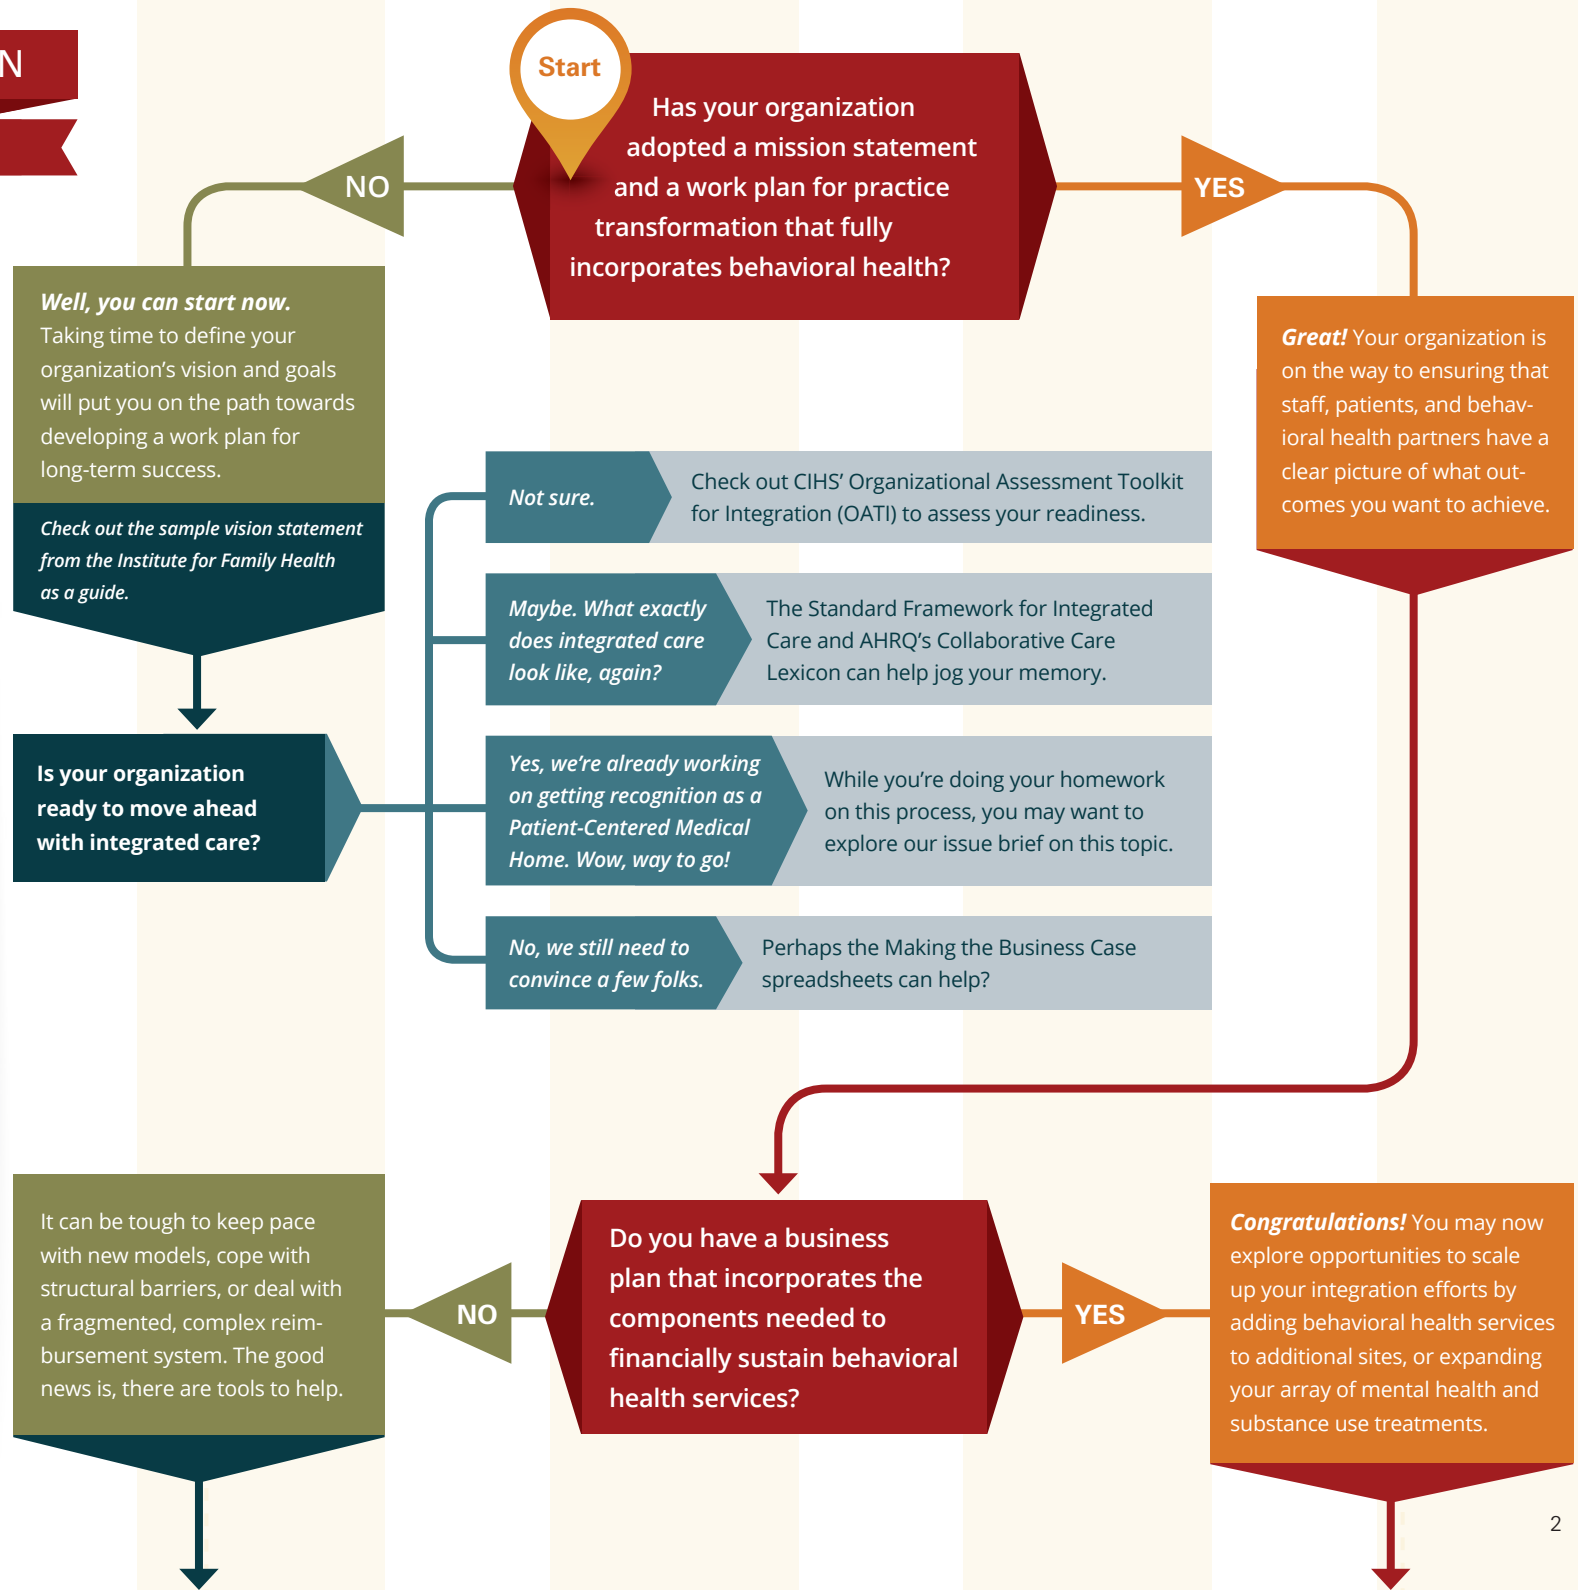 N
Start
Has your organization
adopted a mission statement
and a work plan for practice
transformation that fully
incorporates behavioral health?
NO
YES
Well, you can start now.
Taking time to define your
organization’s vision and goals
will put you on the path towards
developing a work plan for
long-term success.
Check out the sample vision statement
from the Institute for Family Health
as a guide.
Great! Your organization is
on the way to ensuring that
staff, patients, and behav-
ioral health partners have a
clear picture of what out-
comes you want to achieve.
Is your organization
ready to move ahead
with integrated care?
Not sure.
Check out CIHS’ Organizational Assessment Toolkit
for Integration (OATI) to assess your readiness.
Maybe. What exactly
does integrated care
look like, again?
The Standard Framework for Integrated
Care and AHRQ’s Collaborative Care
Lexicon can help jog your memory.
Yes, we’re already working
on getting recognition as a
Patient-Centered Medical
Home. Wow, way to go!
While you’re doing your homework
on this process, you may want to
explore our issue brief on this topic.
No, we still need to
convince a few folks.
Perhaps the Making the Business Case
spreadsheets can help?
Do you have a business
plan that incorporates the
components needed to
financially sustain behavioral
health services?
NO
YES
It can be tough to keep pace
with new models, cope with
structural barriers, or deal with
a fragmented, complex reim-
bursement system. The good
news is, there are tools to help.
Congratulations! You may now
explore opportunities to scale
up your integration efforts by
adding behavioral health services
to additional sites, or expanding
your array of mental health and
substance use treatments.
2